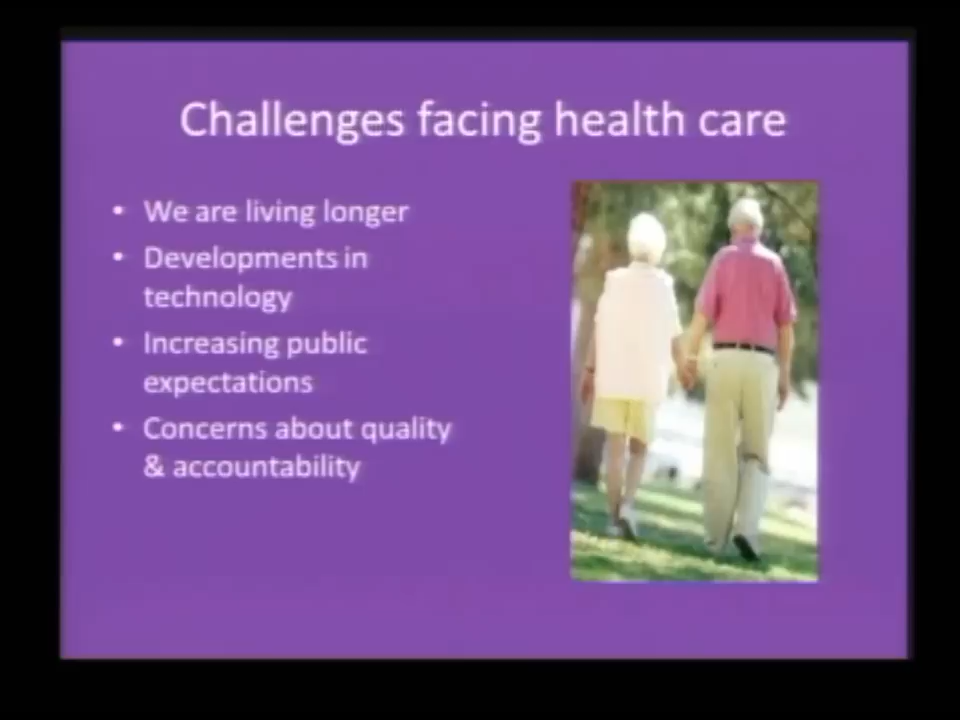 Challenges facing health care
• We are living longer
• Developments in
technology
• Increasing public
expectations
• Concerns about quality
& accountability